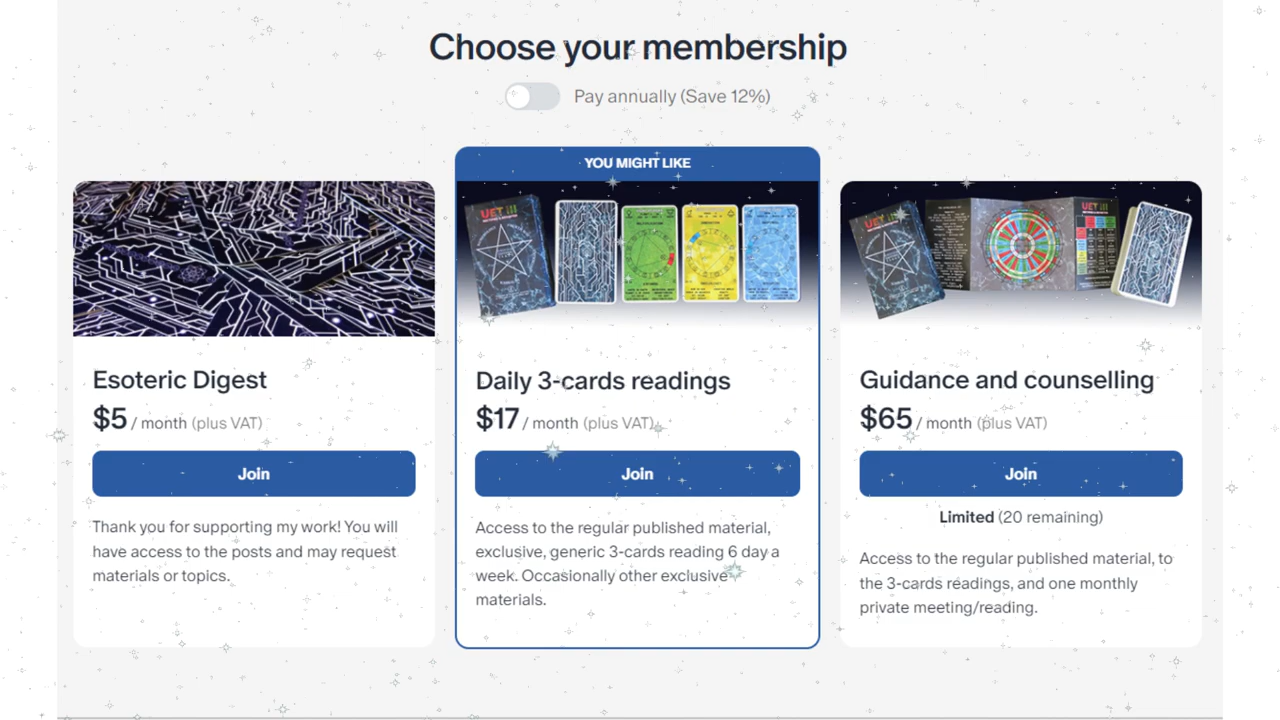 Choose your membership
Pay annually (Save 12%)
YOU MIGHT LIKE
Esoteric Digest
$5 / month (plus VAT)
Join
Thank you for supporting my work! You will
have access to the posts and may request
materials or topics.
Daily 3-cards readings
$17 / month (plus VAT)
Join
Access to the regular published material,
exclusive, generic 3-cards reading 6 day a
week. Occasionally other exclusive
materials.
Guidance and counselling
$65 / month (plus VAT)
Join
Limited (20 remaining)
Access to the regular published material, to
the 3-cards readings, and one monthly
private meeting/reading.